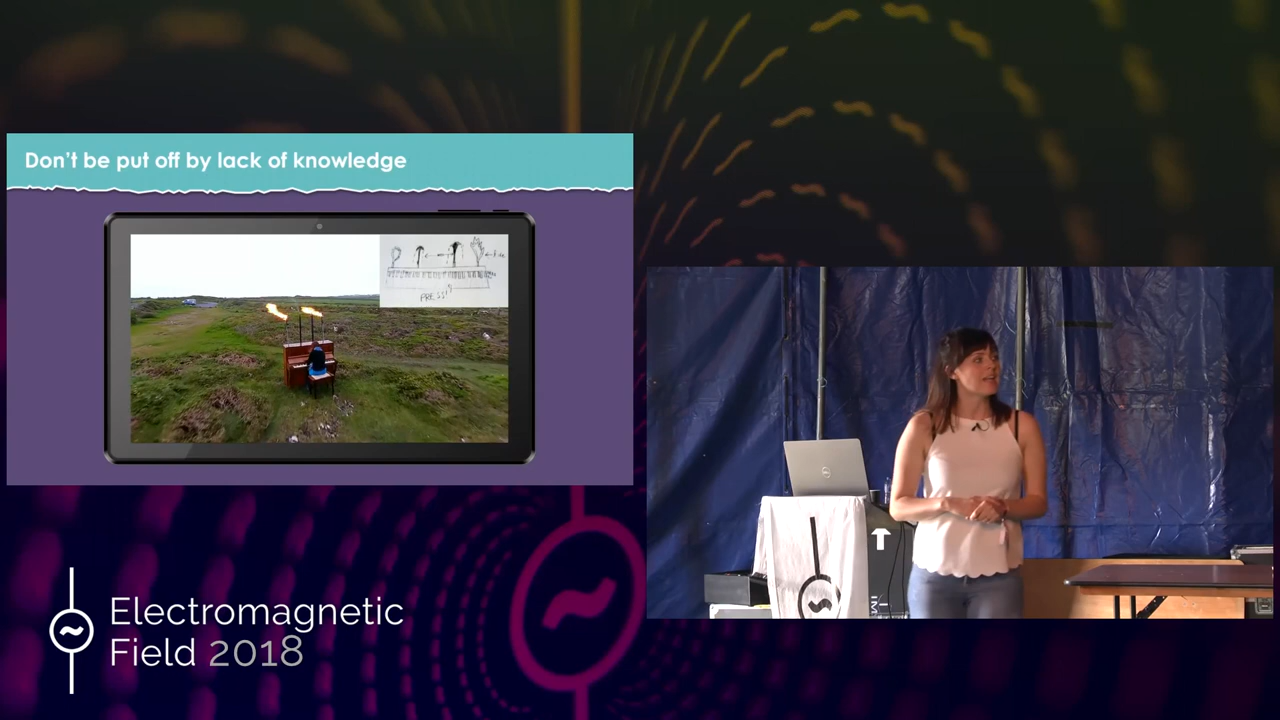 Don't be put off by lack of knowledge
PRESS!
Electromagnetic
Field 2018